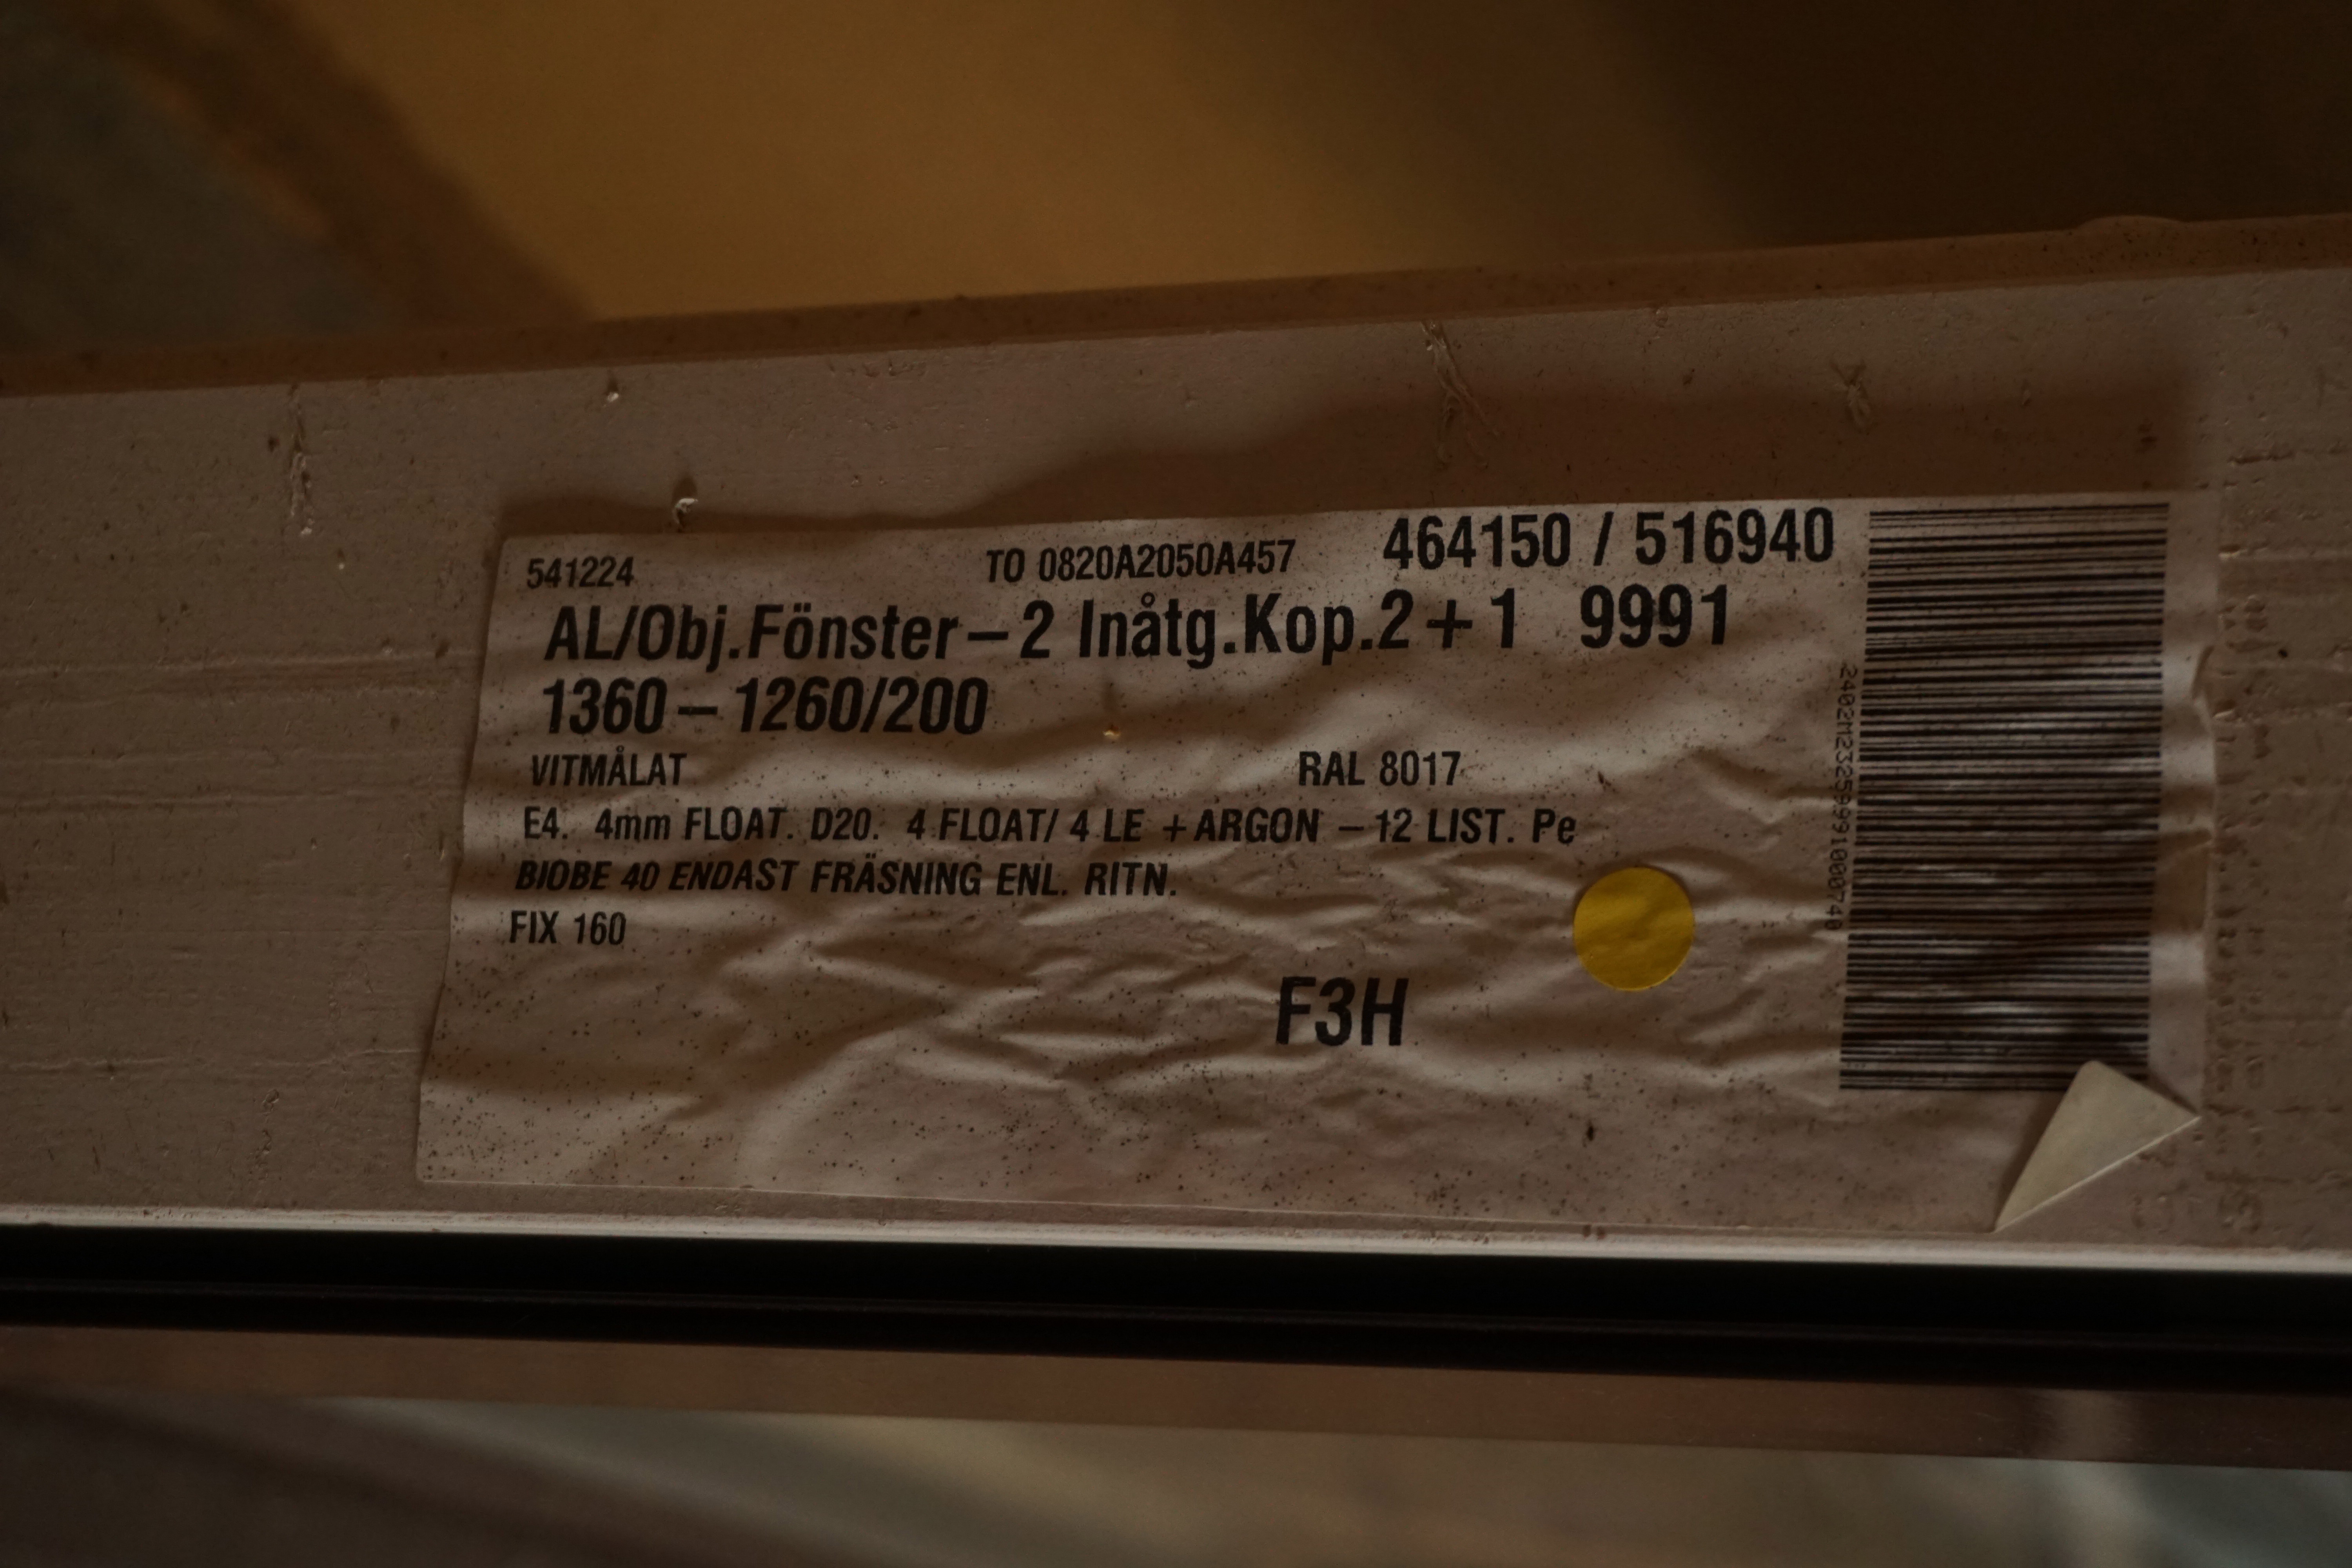 541224 TO 0820A2050A457 464150 / 516940
AL/Obj.Fönster – 2 Inåtg.Kop.2 + 1 9991
1360 – 1260/200
VITMÅLAT RAL 8017
E4. 4mm FLOAT. D20. 4 FLOAT/ 4 LE + ARGON – 12 LIST. Pe
BIOBE 40 ENDAST FRÄSNING ENL. RITN.
FIX 160
F3H